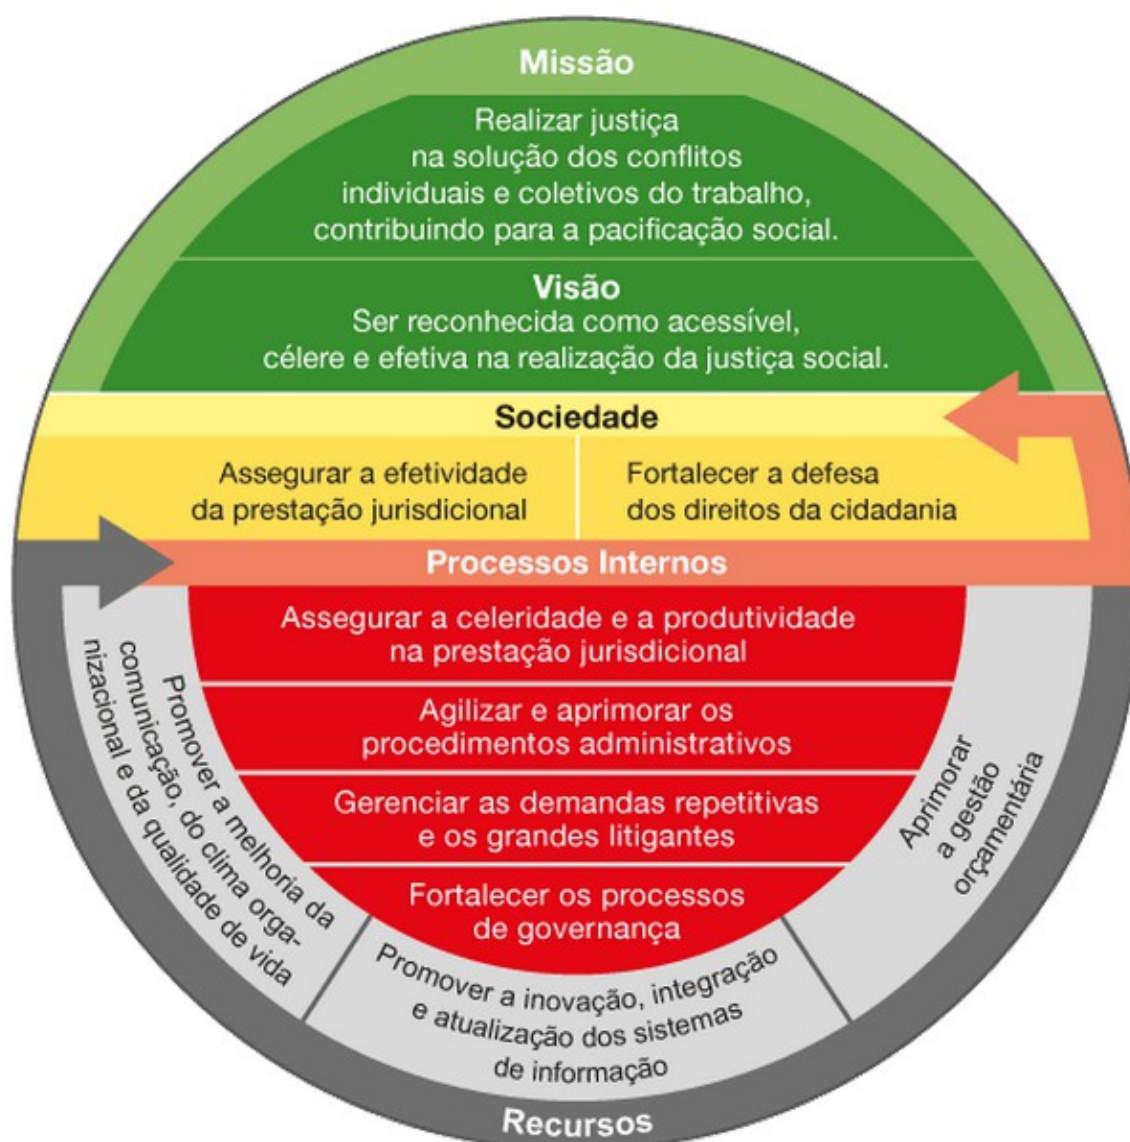 Missão
Realizar justiça
na solução dos conflitos
individuais e coletivos do trabalho,
contribuindo para a pacificação social.
Visão
Ser reconhecida como acessível,
célere e efetiva na realização da justiça social.
Sociedade
Assegurar a efetividade
da prestação jurisdicional
Fortalecer a defesa
dos direitos da cidadania
Processos Internos
Assegurar a celeridade e a produtividade
na prestação jurisdicional
Agilizar e aprimorar os
procedimentos administrativos
Gerenciar as demandas repetitivas
e os grandes litigantes
Fortalecer os processos
de governança
Promover a melhoria da
comunicação, do clima orga-
nizacional e da qualidade de vida
Promover a inovação, integração
e atualização dos sistemas
de informação
Aprimorar
a gestão
orçamentária
Recursos